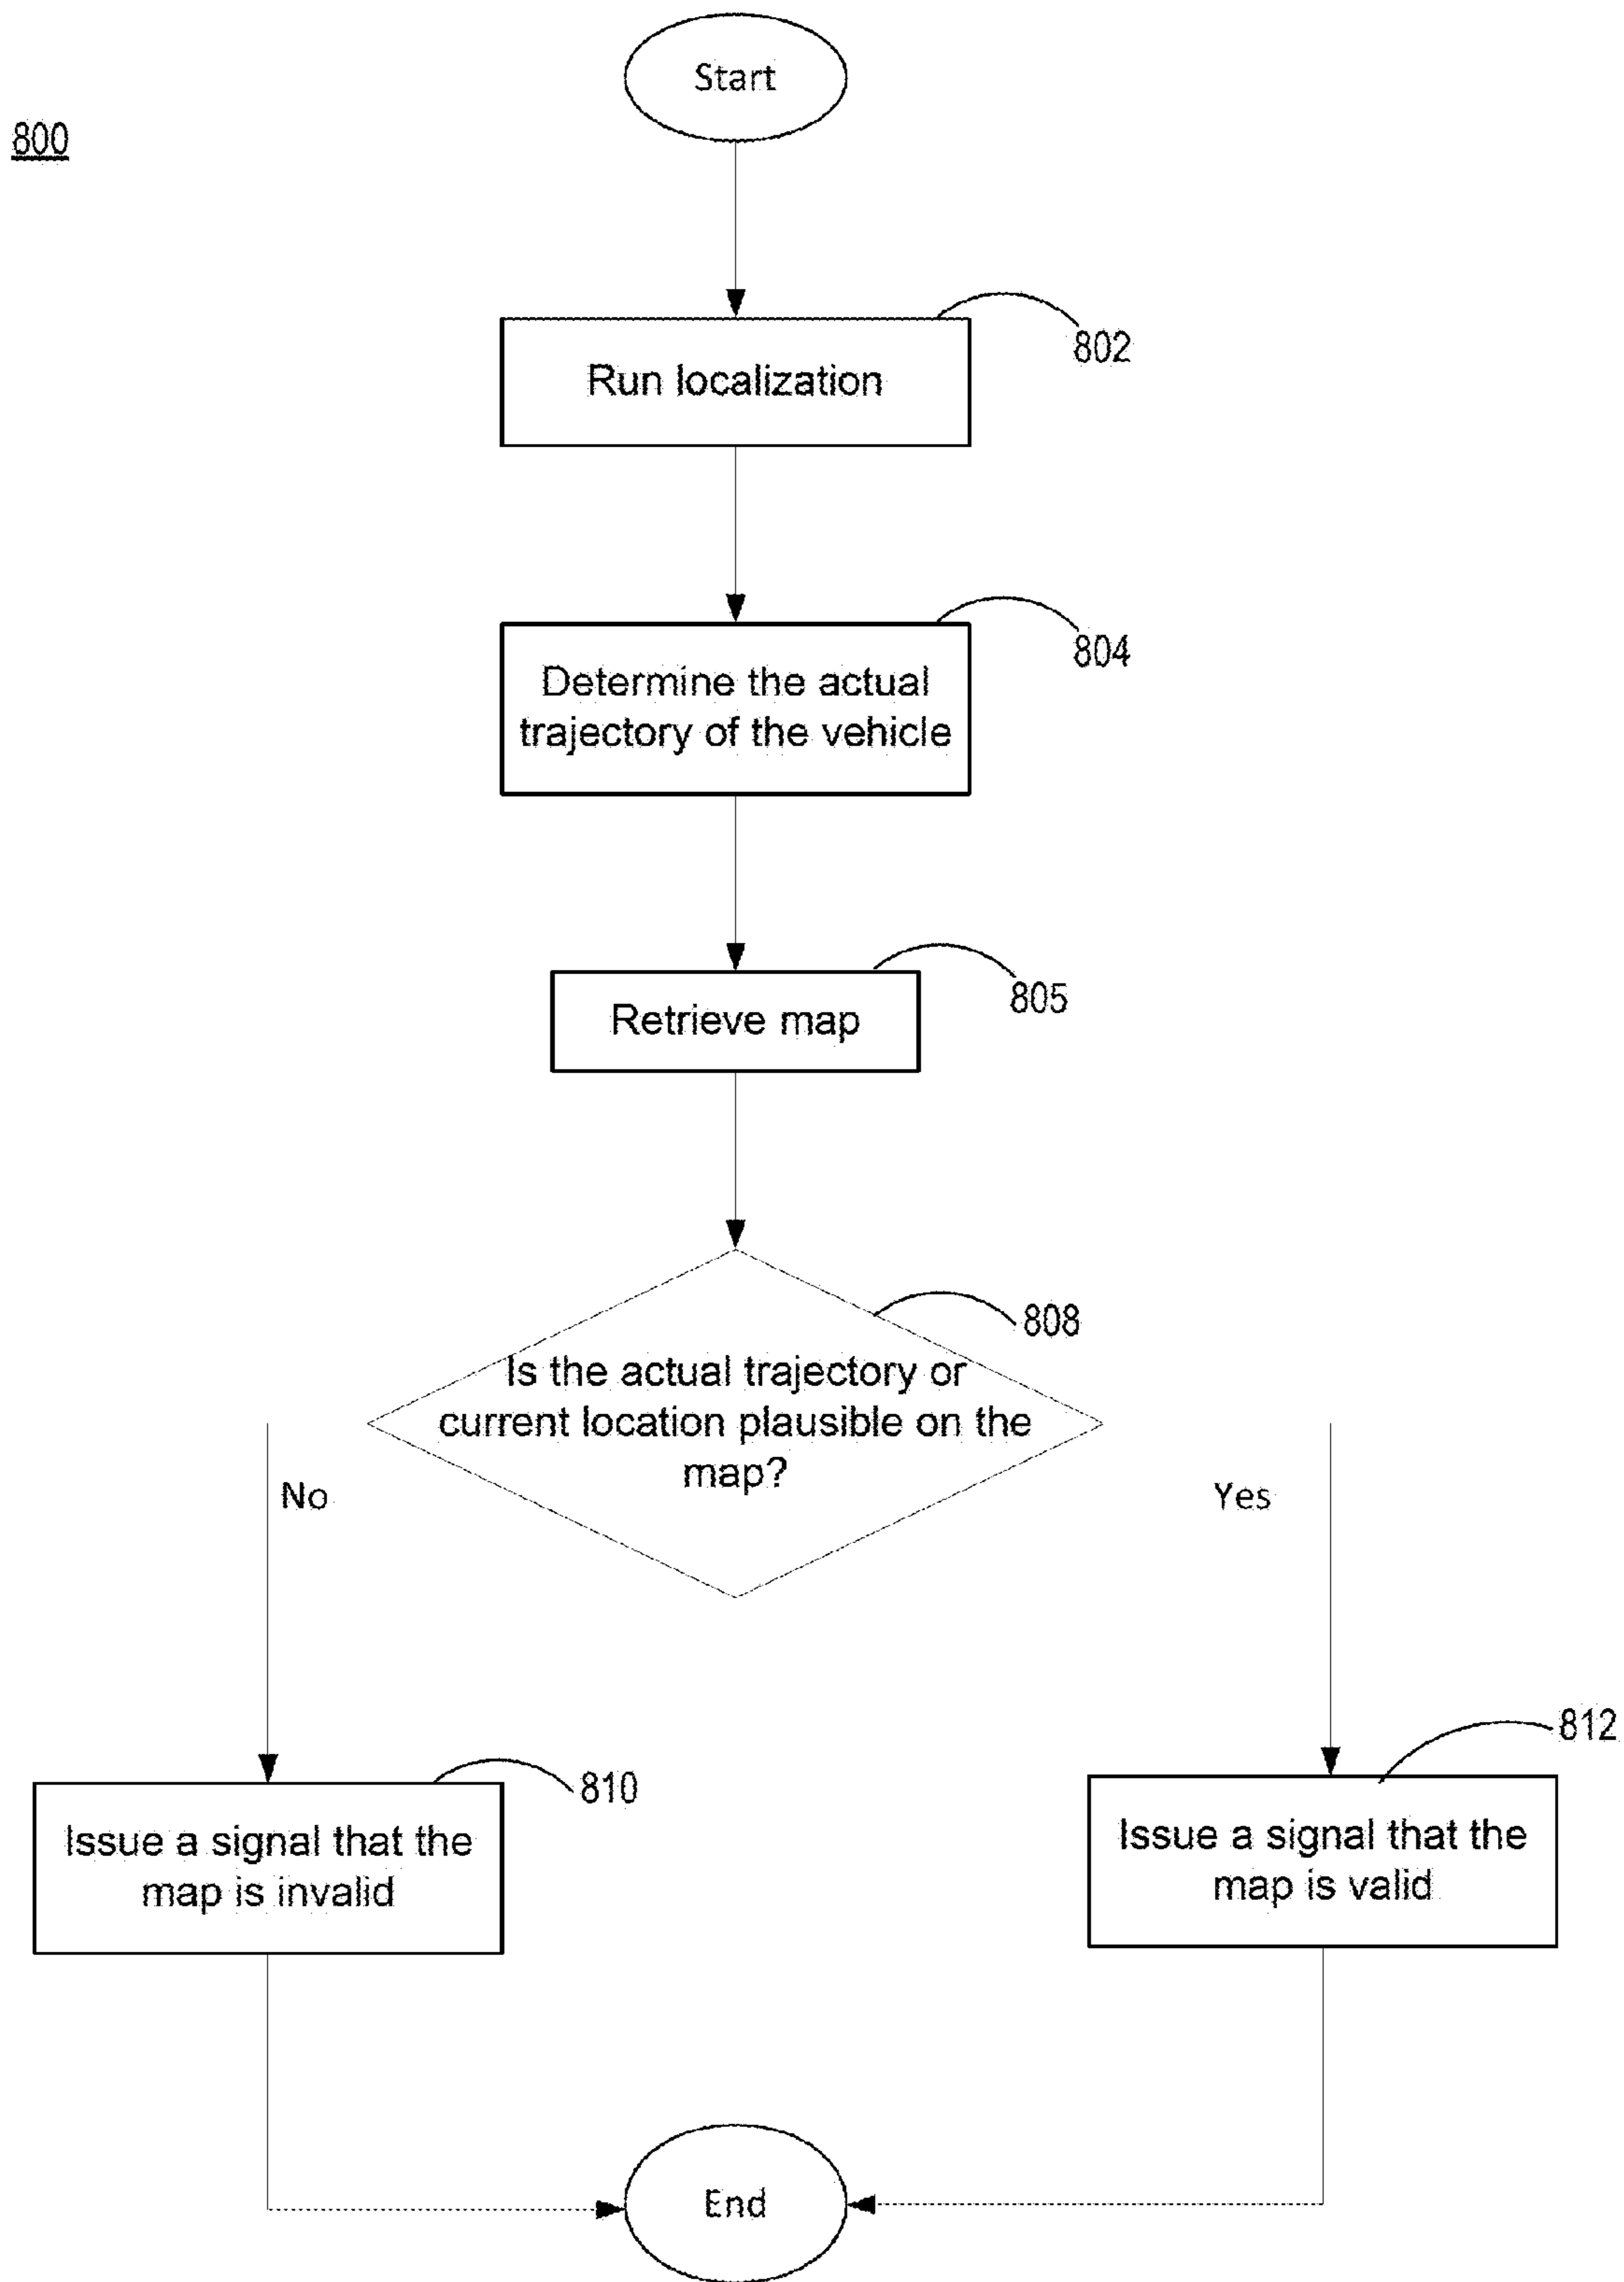 Start
800
802
Run localization
804
Determine the actual
trajectory of the vehicle
805
Retrieve map
808
Is the actual trajectory or
current location plausible on the
map?
No
Yes
812
810
Issue a signal that the
map is invalid
Issue a signal that the
map is valid
End